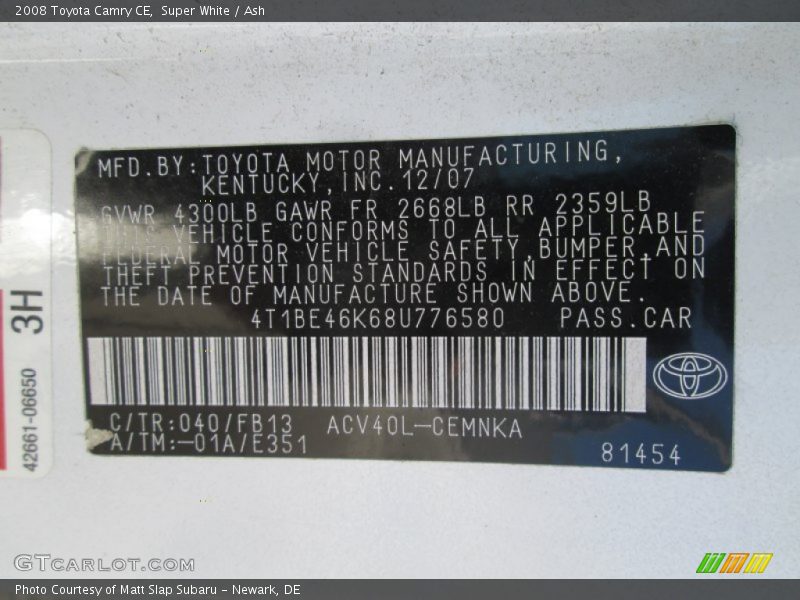 2008 Toyota Camry CE, Super White / Ash
MFD.BY:TOYOTA MOTOR MANUFACTURING,
KENTUCKY,INC.12/07
GVWR 4300LB GAWR FR 2668LB RR 2359LB
THIS VEHICLE CONFORMS TO ALL APPLICABLE
FEDERAL MOTOR VEHICLE SAFETY,BUMPER,AND
THEFT PREVENTION STANDARDS IN EFFECT ON
THE DATE OF MANUFACTURE SHOWN ABOVE.
4T1BE46K68U776580 PASS.CAR
C/TR:040/FB13 ACV40L-CEMNKA
A/TM:-01A/E351
81454
3H
42661-06650
GTCARLOT.COM
Photo Courtesy of Matt Slap Subaru - Newark, DE